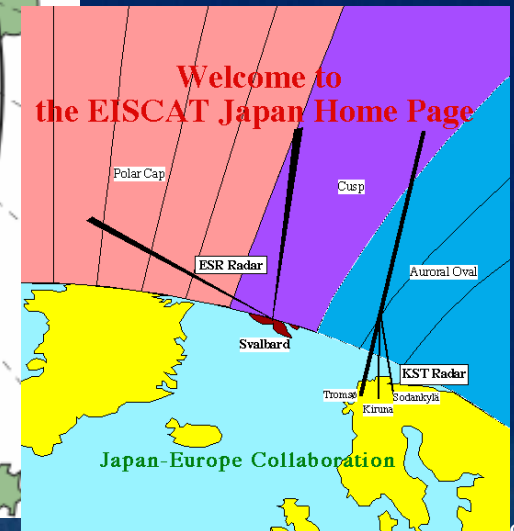 Welcome to
the EISCAT Japan Home Page
Polar Cap
Cusp
ESR Radar
Auroral Oval
Svalbard
KST Radar
Tromsø
Sodankylä
Kiruna
Japan-Europe Collaboration